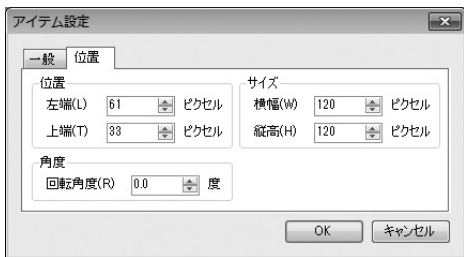 アイテム設定
一般 位置
位置
左端(L) 61 ピクセル
上端(T) 33 ピクセル
サイズ
横幅(W) 120 ピクセル
縦高(H) 120 ピクセル
角度
回転角度(R) 0.0 度
OK キャンセル